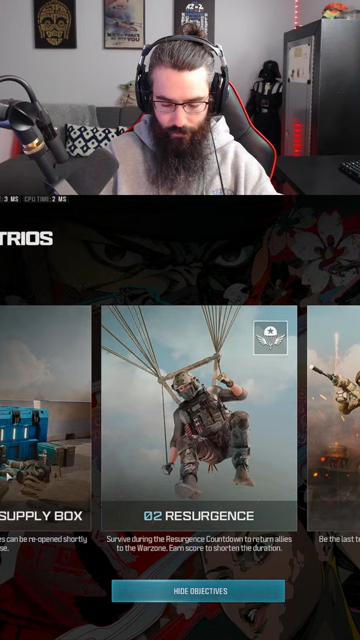 : 3 MS CPU TIME: 2 MS
TRIOS
SUPPLY BOX
es can be re-opened shortly
se.
02 RESURGENCE
Survive during the Resurgence Countdown to return allies
to the Warzone. Earn score to shorten the duration.
Be the last t
HIDE OBJECTIVES